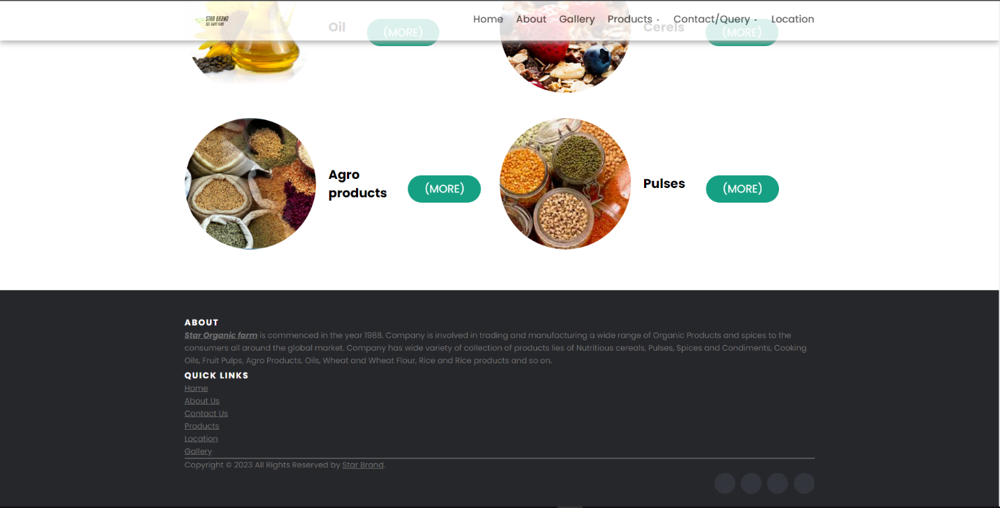 STAR BRAND
EAT RIGHT FOOD
Home About Gallery Products Contact/Query Location
Oil (MORE) Cerels (MORE)
Agro
products (MORE) Pulses (MORE)
ABOUT
Star Organic farm is commenced in the year 1988. Company is involved in trading and manufacturing a wide range of Organic Products and spices to the
consumers all around the global market. Company has wide variety of collection of products lies of Nutritious cereals, Pulses, Spices and Condiments, Cooking
Oils, Fruit Pulps, Agro Products, Oils, Wheat and Wheat Flour, Rice and Rice products and so on.
QUICK LINKS
Home
About Us
Contact Us
Products
Location
Gallery
Copyright © 2023 All Rights Reserved by Star Brand.